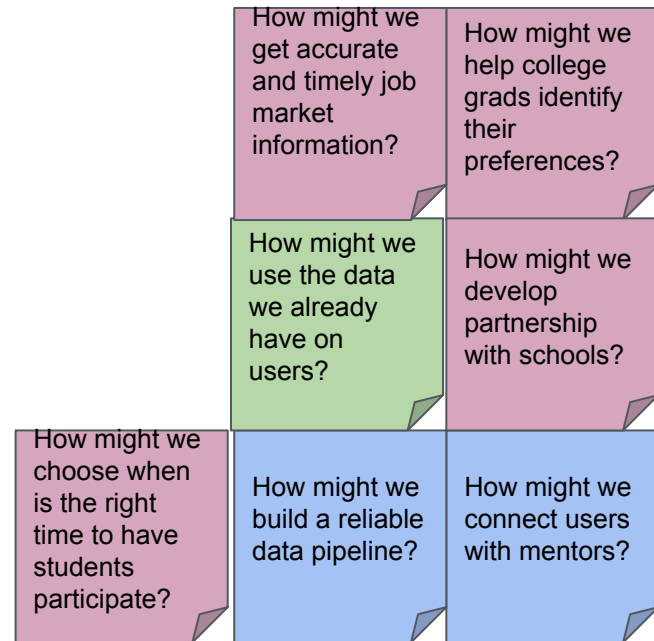 How might we
get accurate
and timely job
market
information?
How might we
help college
grads identify
their
preferences?
How might we
use the data
we already
have on
users?
How might we
develop
partnership
with schools?
How might we
choose when
is the right
time to have
students
participate?
How might we
build a reliable
data pipeline?
How might we
connect users
with mentors?